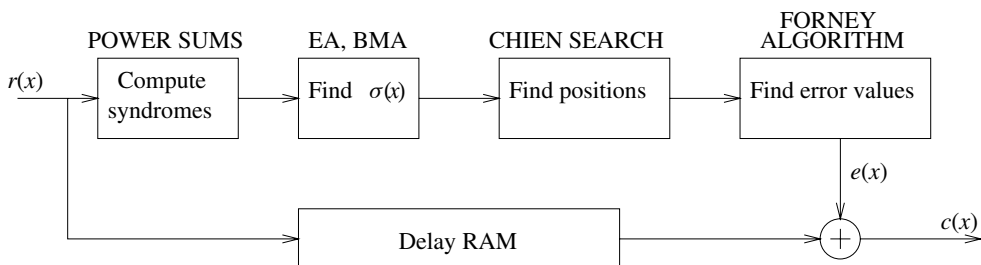 FORNEY
POWER SUMS EA, BMA CHIEN SEARCH ALGORITHM
r(x)
Compute
syndromes
Find σ(x)
Find positions
Find error values
e(x)
Delay RAM
+
c(x)